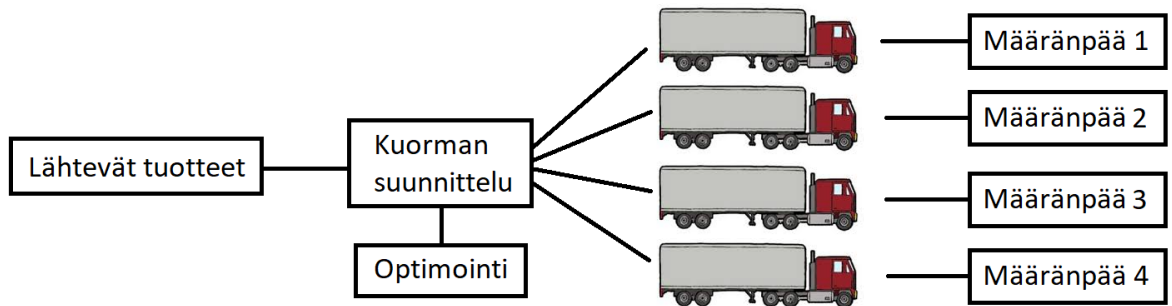 Lähtevät tuotteet
Kuorman
suunnittelu
Optimointi
Määränpää 1
Määränpää 2
Määränpää 3
Määränpää 4